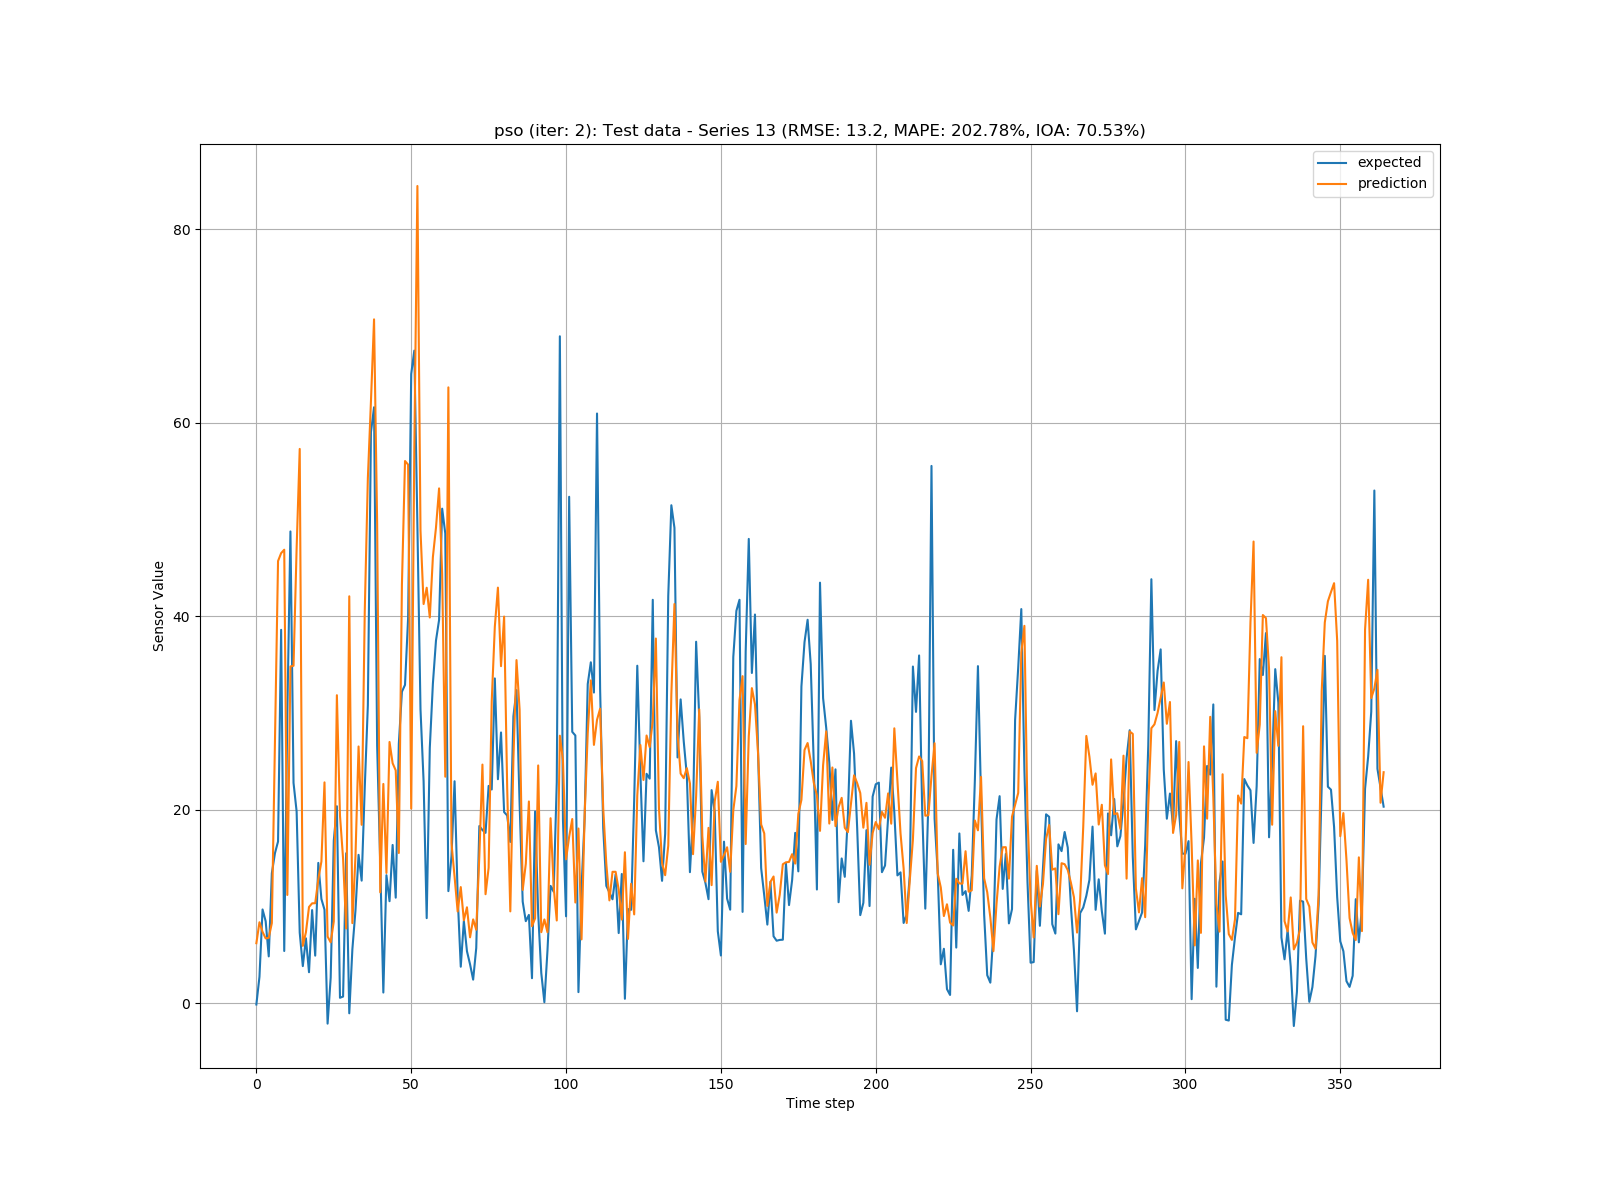 pso (iter: 2): Test data - Series 13 (RMSE: 13.2, MAPE: 202.78%, IOA: 70.53%)
expected
prediction
80
60
40
20
0
Sensor Value
0 50 100 150 200 250 300 350
Time step